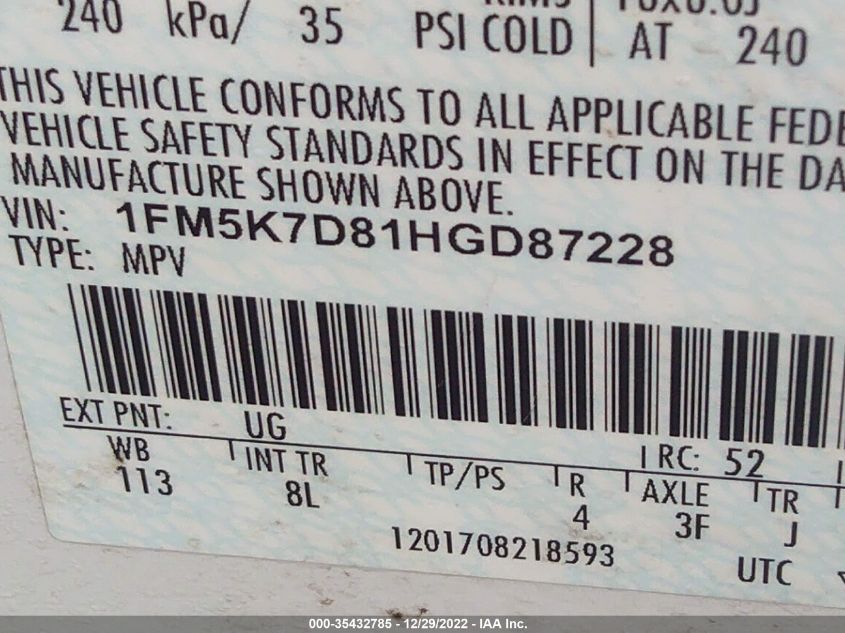 240 kPa/ 35 PSI COLD AT 240
THIS VEHICLE CONFORMS TO ALL APPLICABLE FEDE
VEHICLE SAFETY STANDARDS IN EFFECT ON THE DA
MANUFACTURE SHOWN ABOVE.
VIN: 1FM5K7D81HGD87228
TYPE: MPV
EXT PNT: UG RC: 52
WB INT TR TP/PS R AXLE TR
113 8L 4 3F J
1201708218593
UTC
000-35432785 - 12/29/2022 - IAA Inc.